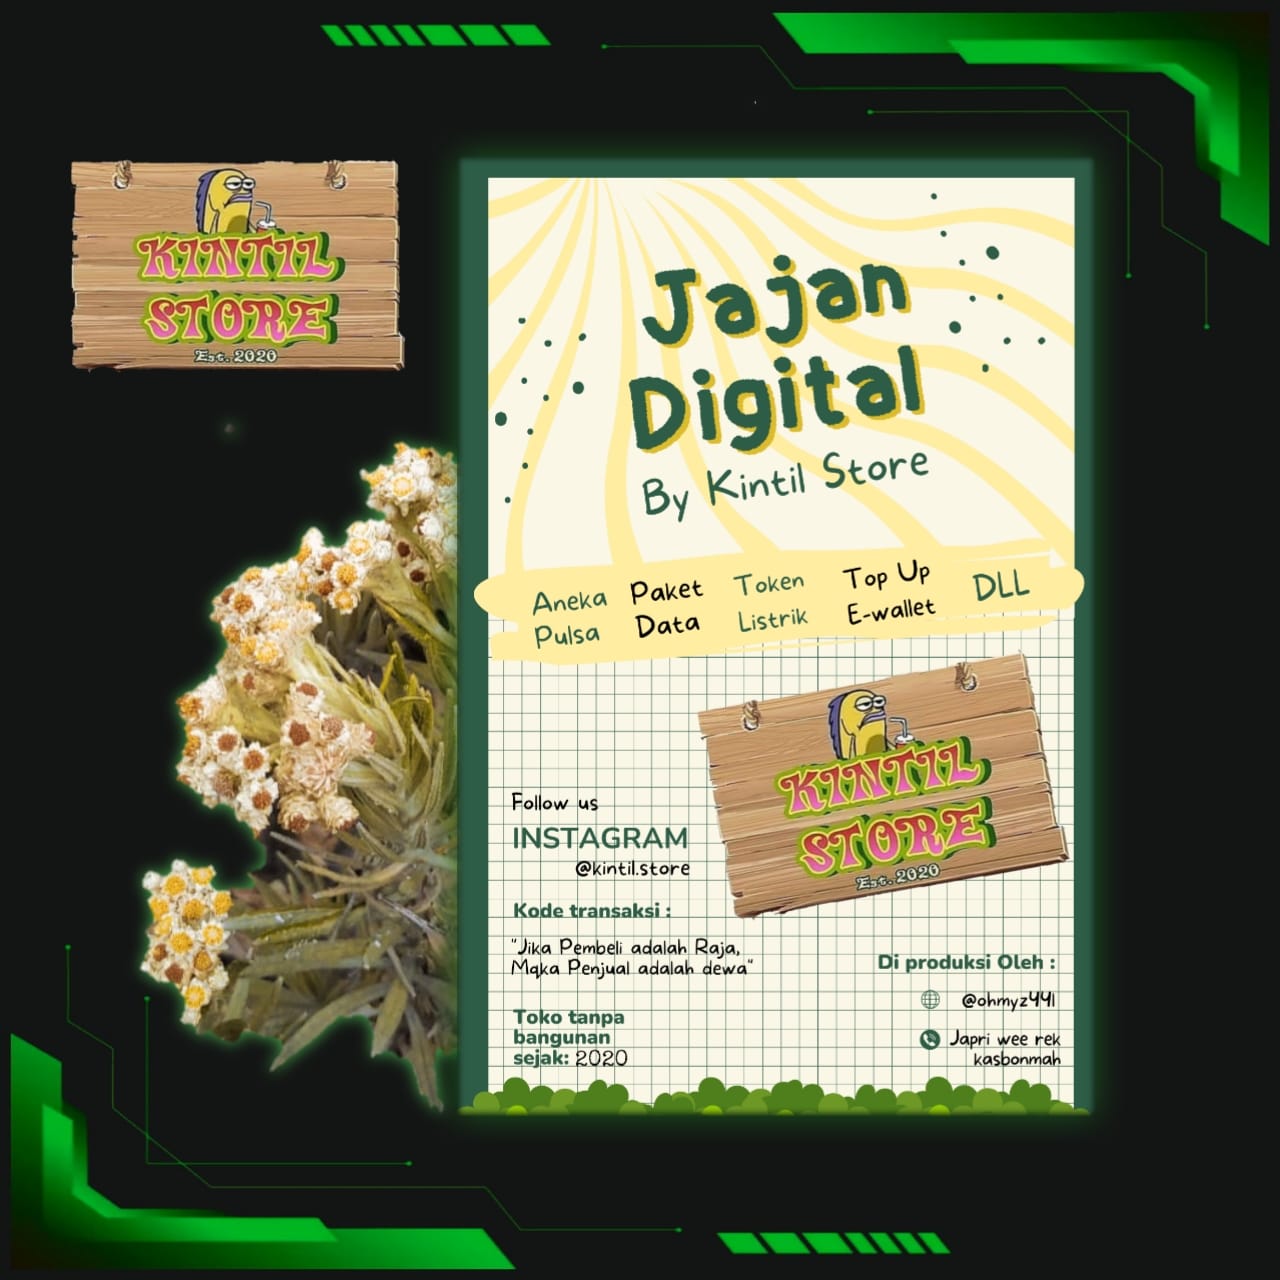 KINTIL
STORE
Est. 2020
Jajan
Digital
By Kintil Store
Aneka
Pulsa
Paket
Data
Token
Listrik
Top Up
E-wallet
DLL
KINTIL
STORE
Est. 2020
Follow us
INSTAGRAM
@kintil.store
Kode transaksi :
"Jika Pembeli adalah Raja,
Mqka Penjual adalah dewa"
Toko tanpa
bangunan
sejak: 2020
Di produksi Oleh :
@ohmyz441
Japri wee rek
kasbonmah